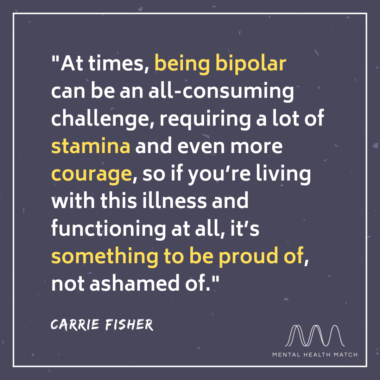 "At times, being bipolar
can be an all-consuming
challenge, requiring a lot of
stamina and even more
courage, so if you're living
with this illness and
functioning at all, it's
something to be proud of,
not ashamed of."
CARRIE FISHER
MENTAL HEALTH MATCH